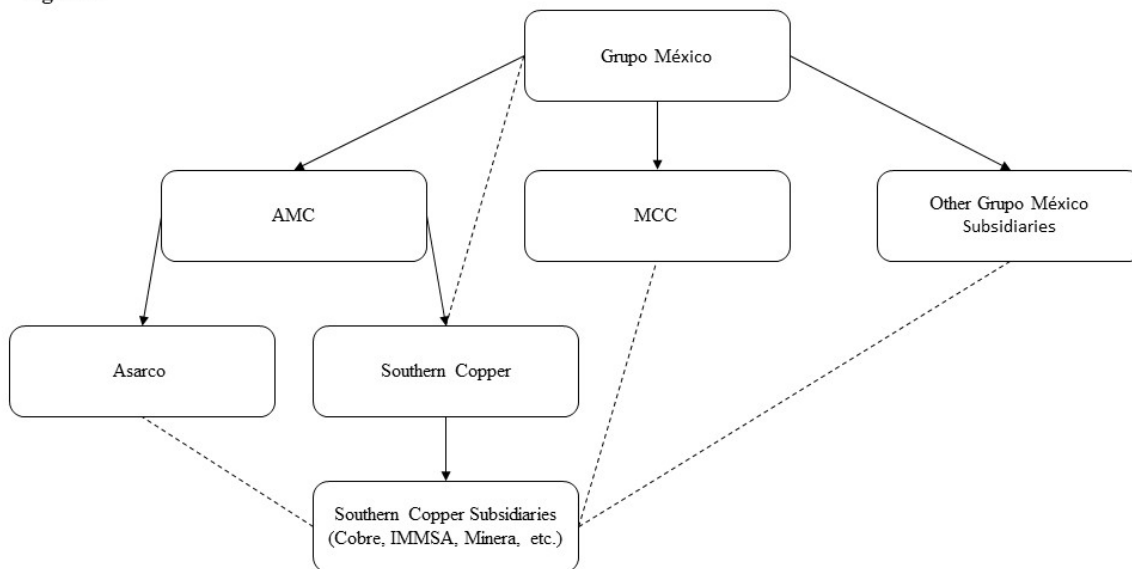 Grupo México
AMC
MCC
Other Grupo México
Subsidiaries
Asarco
Southern Copper
Southern Copper Subsidiaries
(Cobre, IMMSA, Minera, etc.)